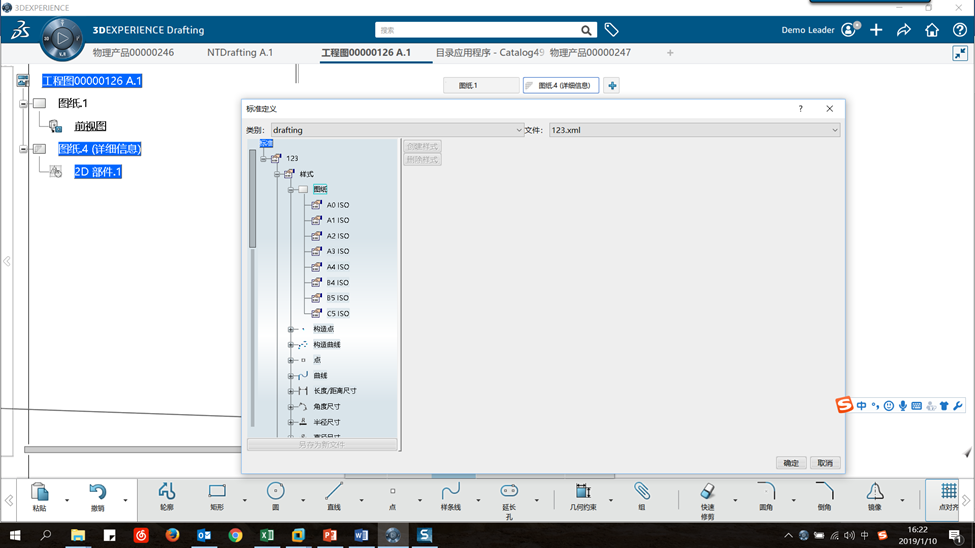 3DEXPERIENCE
3DEXPERIENCE Drafting
搜索
Demo Leader
物理产品00000246
NTDrafting A.1
工程图00000126 A.1
目录应用程序 - Catalog49
物理产品00000247
工程图00000126 A.1
图纸.1
前视图
图纸.4 (详细信息)
2D 部件.1
图纸.1
图纸.4 (详细信息)
标准定义
类别:
drafting
文件:
123.xml
标准
123
样式
图纸
A0 ISO
A1 ISO
A2 ISO
A3 ISO
A4 ISO
B4 ISO
B5 ISO
C5 ISO
构造点
构造曲线
点
曲线
长度/距离尺寸
角度尺寸
半径尺寸
直径尺寸
创建样式
删除样式
另存为新文件
确定
取消
中
粘贴
撤销
轮廓
矩形
圆
直线
点
样条线
延长
孔
几何约束
组
快速
修剪
圆角
倒角
镜像
点对齐
中
16:22
2019/1/10